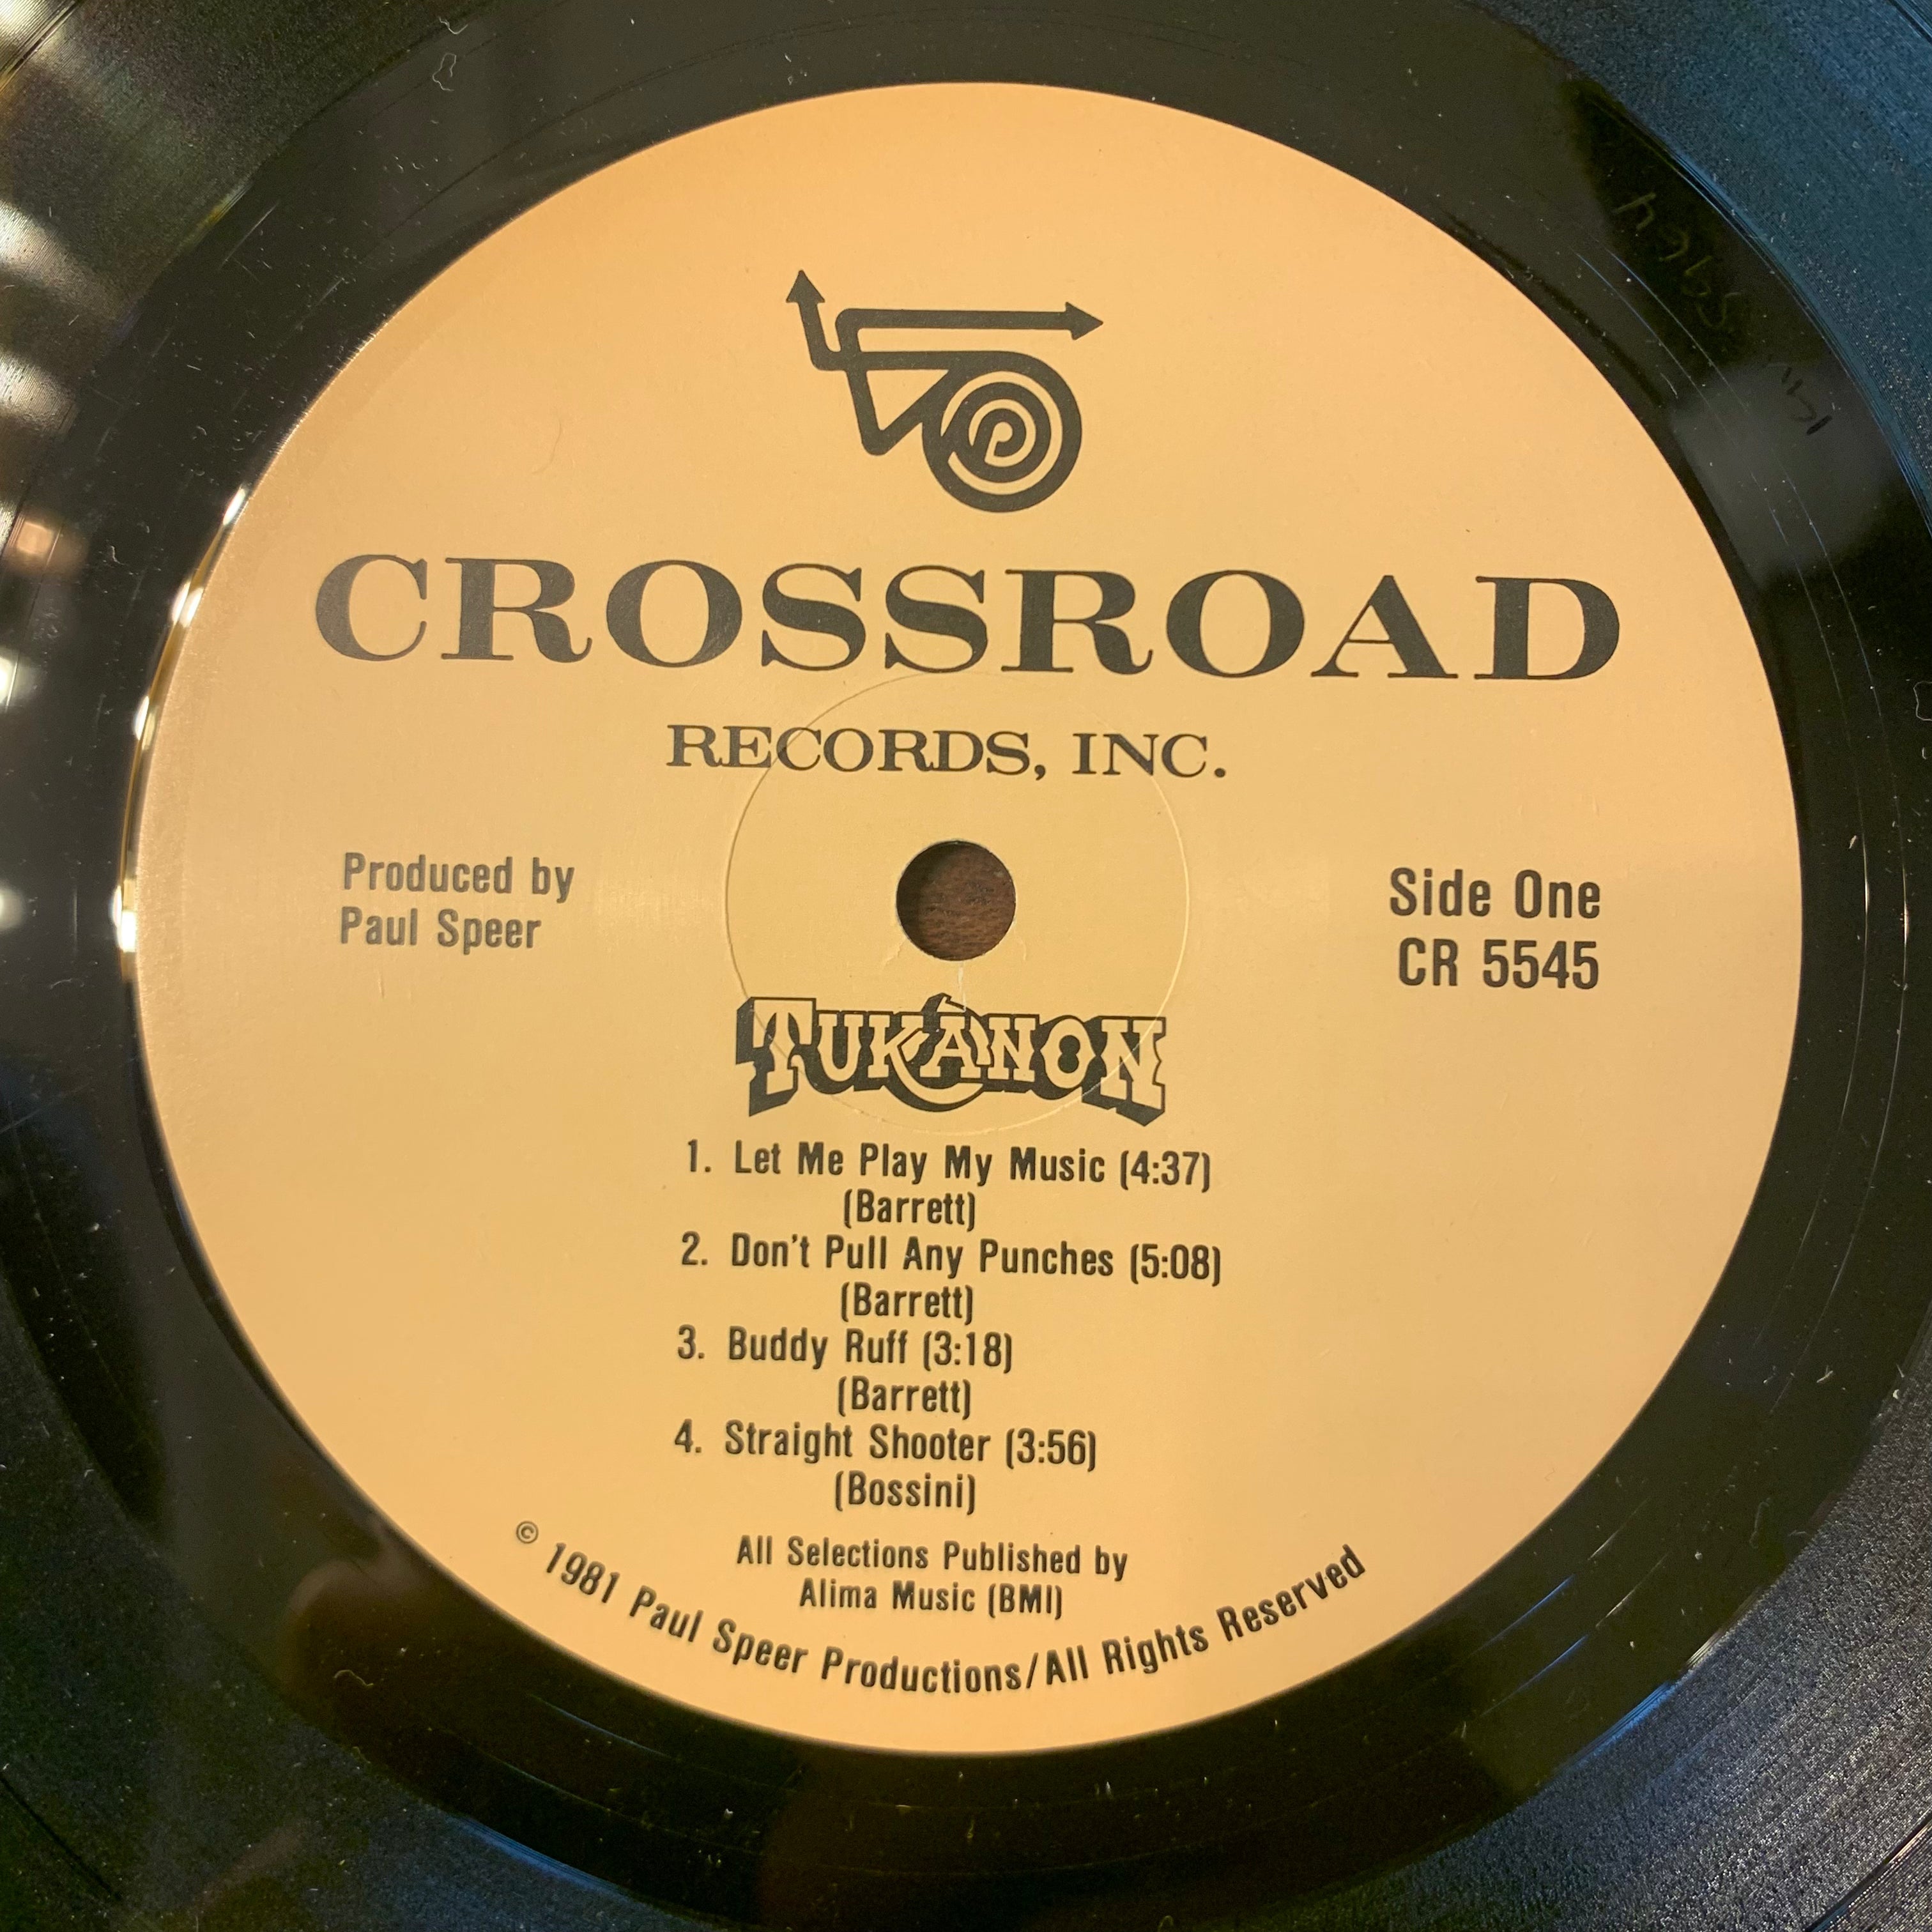 CROSSROAD
RECORDS, INC.
Produced by
Paul Speer
Side One
CR 5545
TUKANON
1. Let Me Play My Music (4:37)
(Barrett)
2. Don't Pull Any Punches (5:08)
(Barrett)
3. Buddy Ruff (3:18)
(Barrett)
4. Straight Shooter (3:56)
(Bossini)
All Selections Published by
Alima Music (BMI)
© 1981 Paul Speer Productions/All Rights Reserved